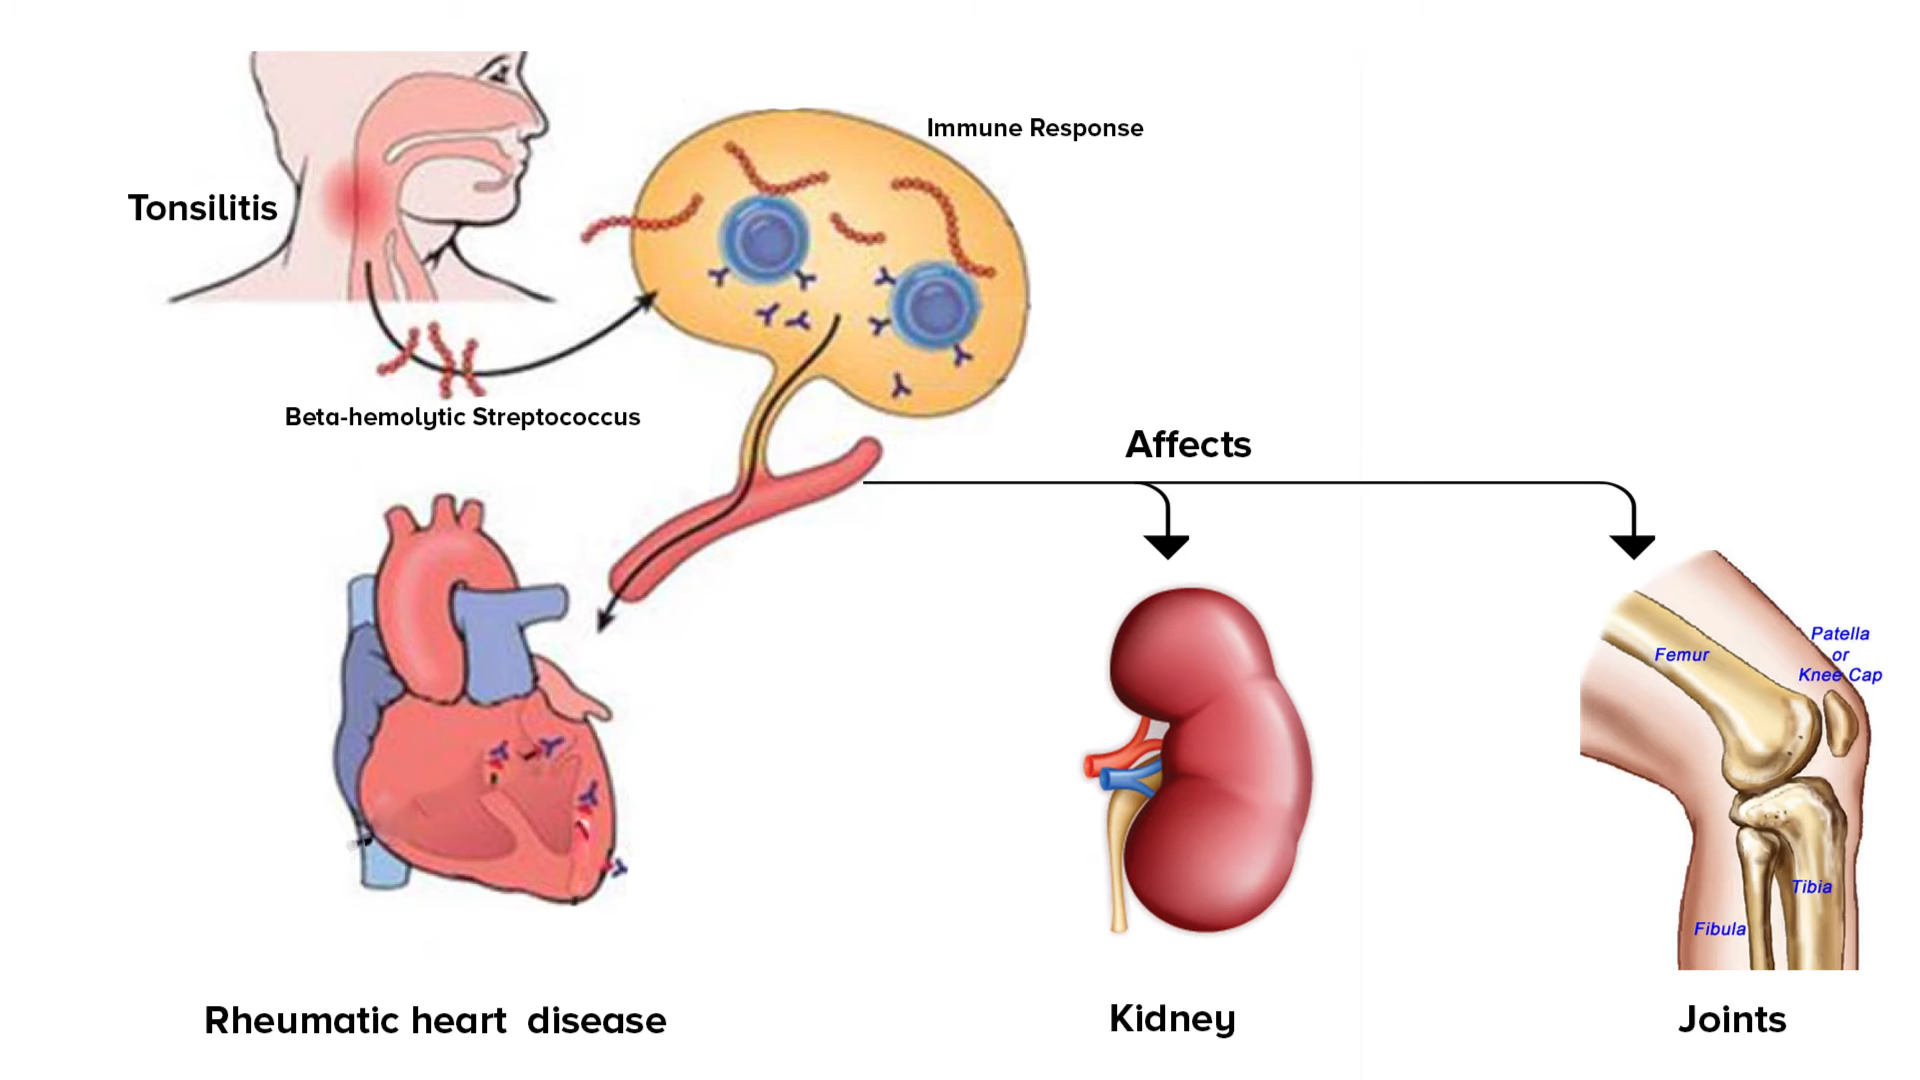 Immune Response
Tonsilitis
Beta-hemolytic Streptococcus
Affects
Patella
or
Knee Cap
Femur
Tibia
Fibula
Rheumatic heart disease
Kidney
Joints